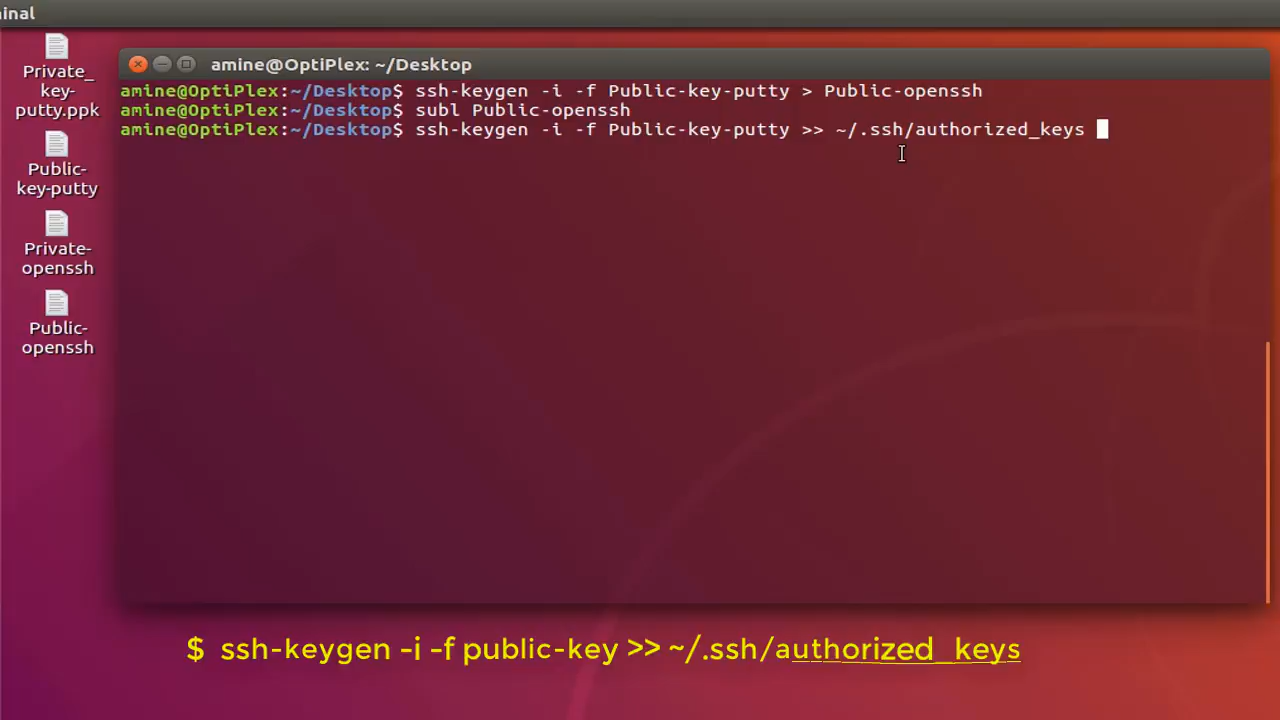 inal
Private_
key-
putty.ppk
Public-
key-putty
Private-
openssh
Public-
openssh
amine@OptiPlex: ~/Desktop
amine@OptiPlex:~/Desktop$ ssh-keygen -i -f Public-key-putty > Public-openssh
amine@OptiPlex:~/Desktop$ subl Public-openssh
amine@OptiPlex:~/Desktop$ ssh-keygen -i -f Public-key-putty >> ~/.ssh/authorized_keys
$ ssh-keygen -i -f public-key >> ~/.ssh/authorized_keys